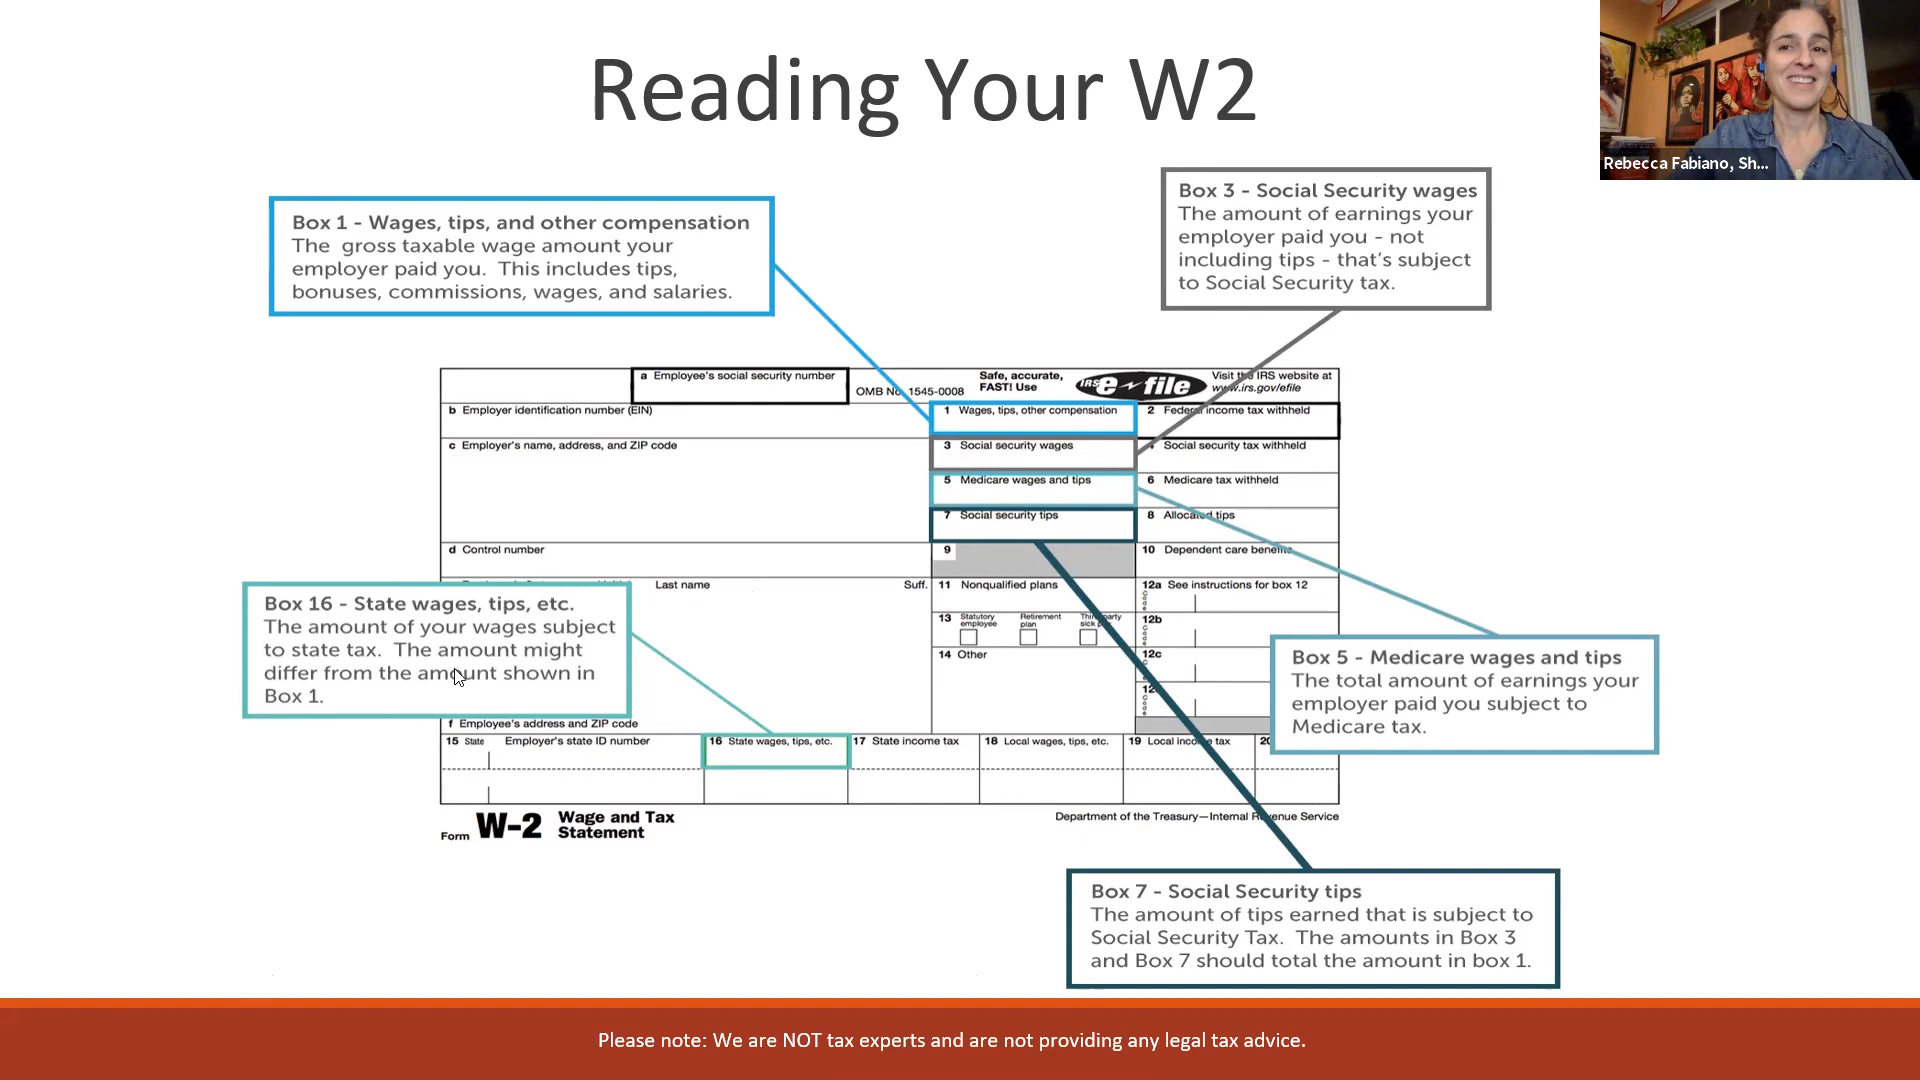 Reading Your W2
Rebecca Fabiano, Sh...
Box 1 - Wages, tips, and other compensation
The gross taxable wage amount your
employer paid you. This includes tips,
bonuses, commissions, wages, and salaries.
Box 3 - Social Security wages
The amount of earnings your
employer paid you - not
including tips - that's subject
to Social Security tax.
a Employee's social security number
OMB No. 1545-0008
Safe, accurate,
FAST! Use
IRS e-file
Visit the IRS website at
www.irs.gov/efile
b Employer identification number (EIN)
1 Wages, tips, other compensation
2 Federal income tax withheld
c Employer's name, address, and ZIP code
3 Social security wages
Social security tax withheld
5 Medicare wages and tips
6 Medicare tax withheld
7 Social security tips
8 Allocated tips
d Control number
9
10 Dependent care benefits
Last name
Suff.
11 Nonqualified plans
12a See instructions for box 12
13 Statutory employee
Retirement plan
Third-party sick pay
12b
14 Other
12c
f Employee's address and ZIP code
15 State
Employer's state ID number
16 State wages, tips, etc.
17 State income tax
18 Local wages, tips, etc.
19 Local income tax
Form W-2 Wage and Tax
Statement
Department of the Treasury—Internal Revenue Service
Box 16 - State wages, tips, etc.
The amount of your wages subject
to state tax. The amount might
differ from the amount shown in
Box 1.
Box 5 - Medicare wages and tips
The total amount of earnings your
employer paid you subject to
Medicare tax.
Box 7 - Social Security tips
The amount of tips earned that is subject to
Social Security Tax. The amounts in Box 3
and Box 7 should total the amount in box 1.
Please note: We are NOT tax experts and are not providing any legal tax advice.